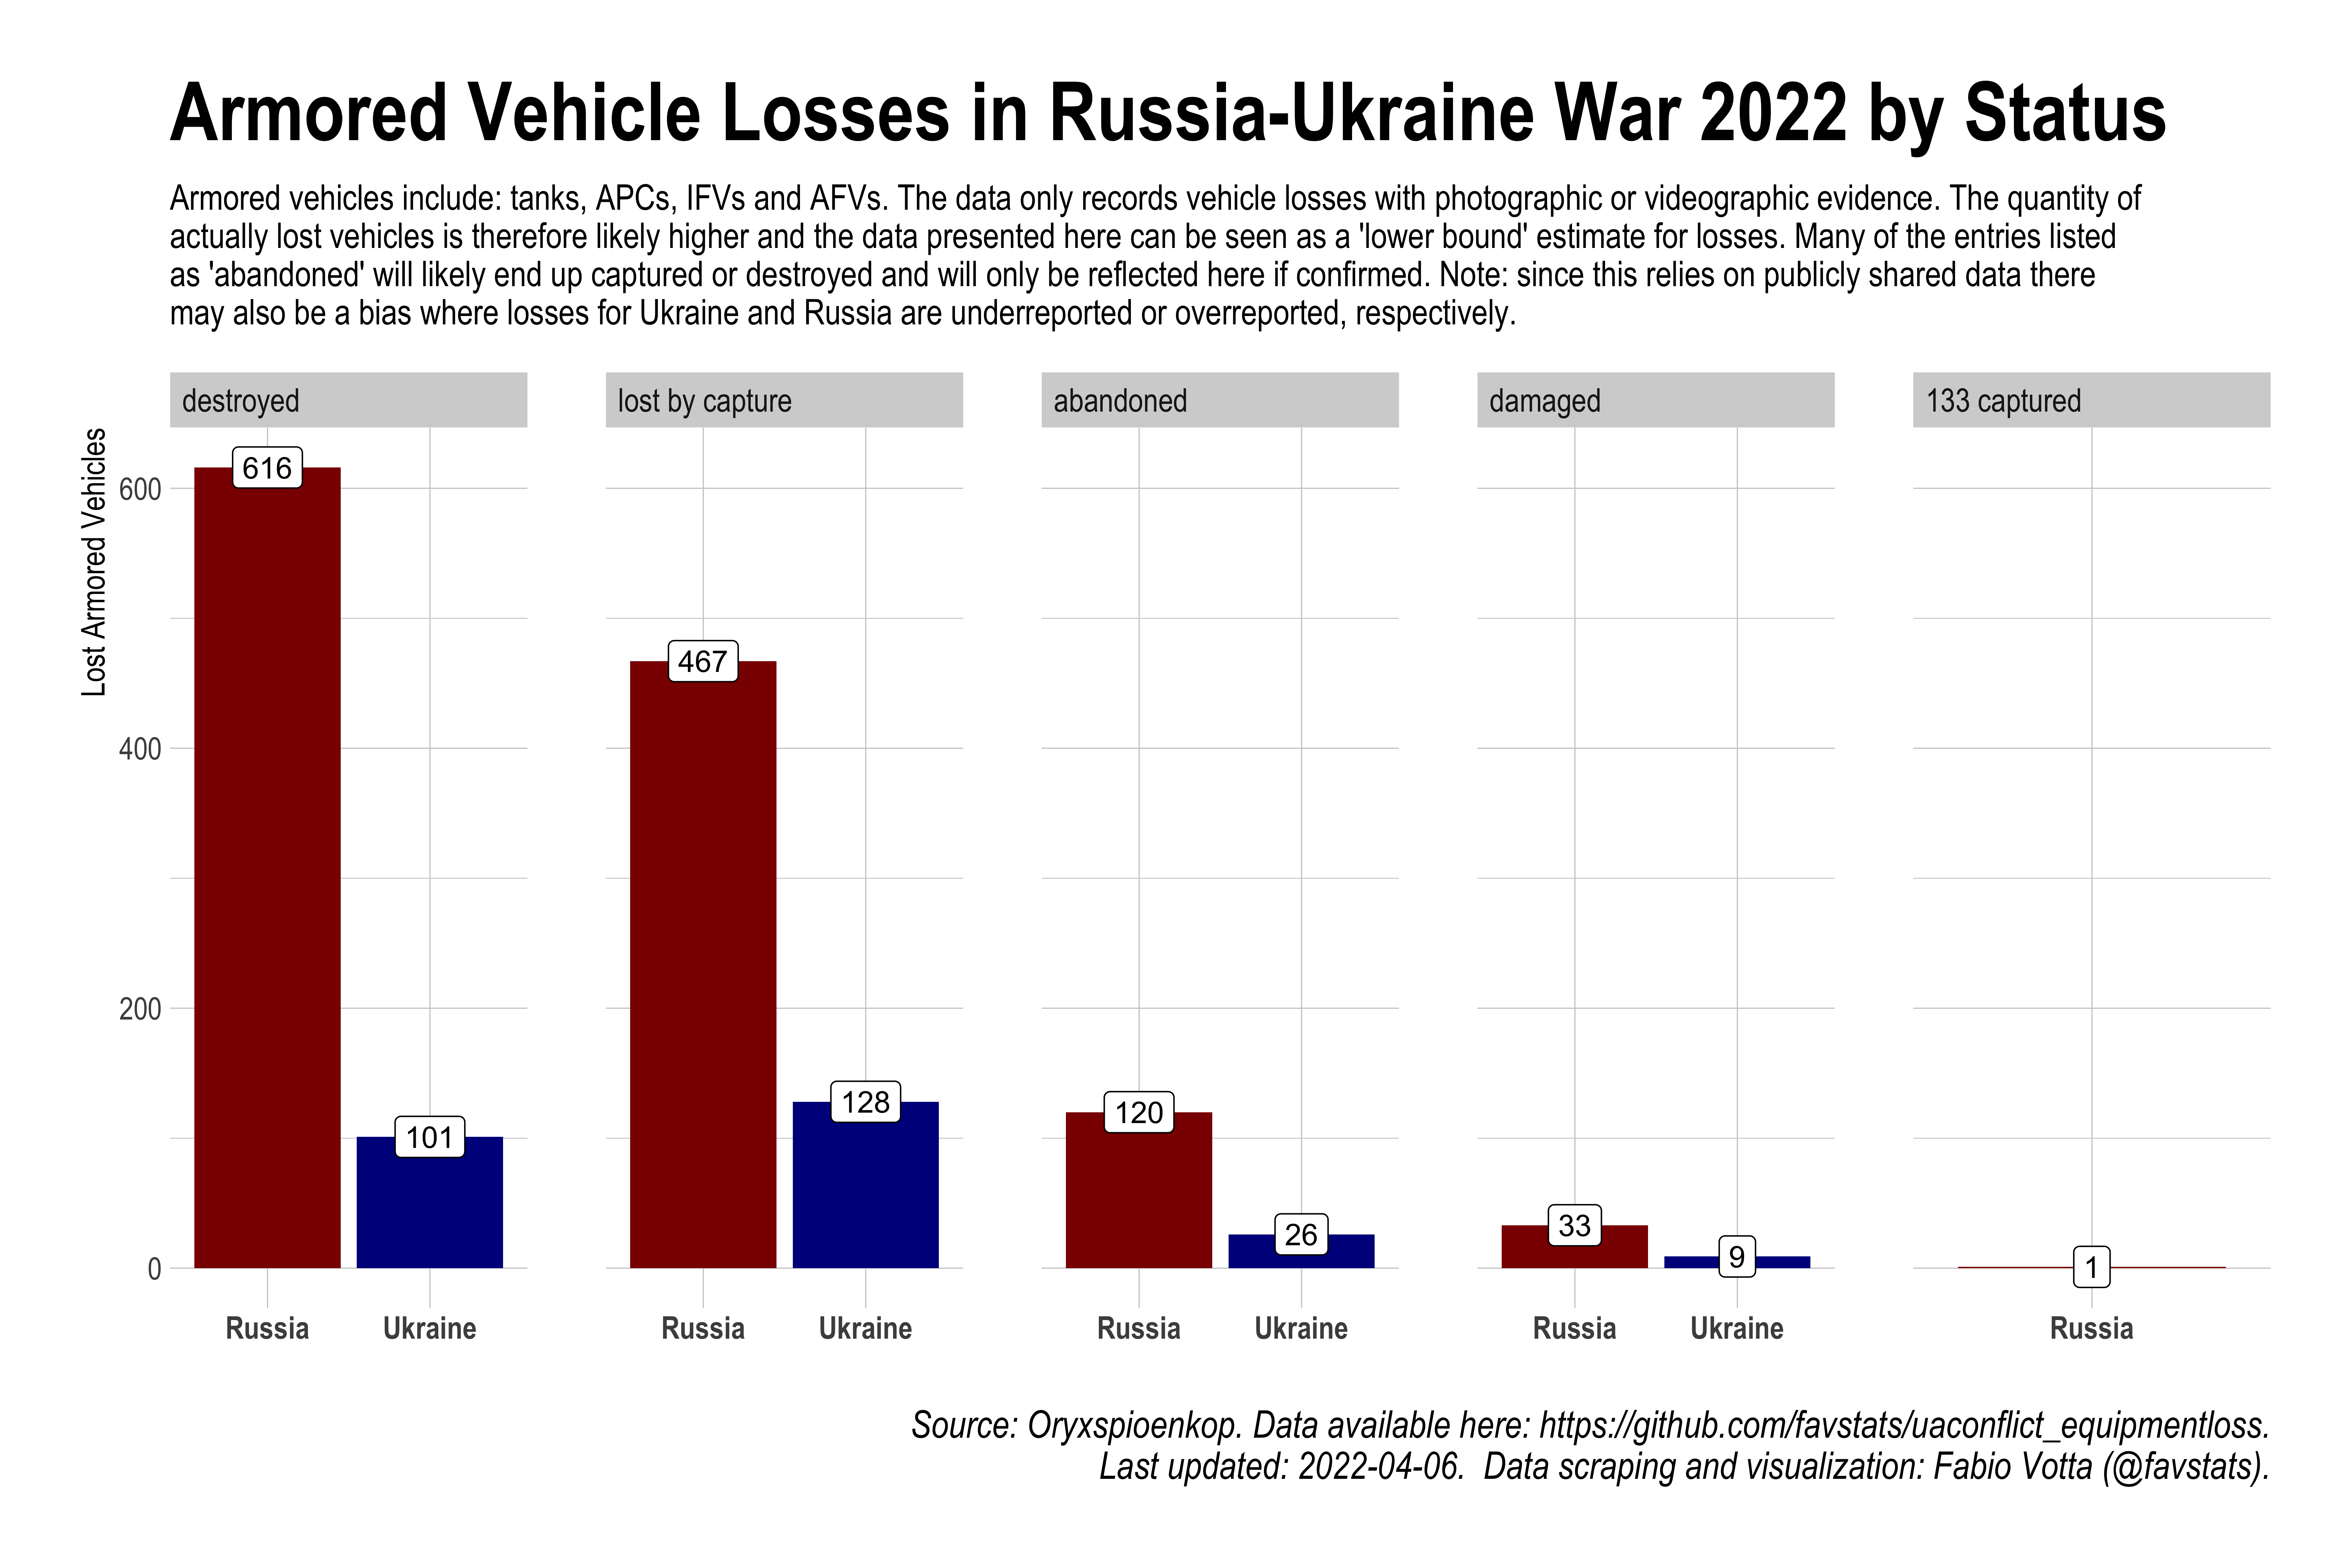 Armored Vehicle Losses in Russia-Ukraine War 2022 by Status
Armored vehicles include: tanks, APCs, IFVs and AFVs. The data only records vehicle losses with photographic or videographic evidence. The quantity of
actually lost vehicles is therefore likely higher and the data presented here can be seen as a 'lower bound' estimate for losses. Many of the entries listed
as 'abandoned' will likely end up captured or destroyed and will only be reflected here if confirmed. Note: since this relies on publicly shared data there
may also be a bias where losses for Ukraine and Russia are underreported or overreported, respectively.
destroyed
lost by capture
abandoned
damaged
133 captured
Lost Armored Vehicles
600
400
200
0
616
101
467
128
120
26
33
9
1
Russia
Ukraine
Russia
Ukraine
Russia
Ukraine
Russia
Ukraine
Russia
Source: Oryxspioenkop. Data available here: https://github.com/favstats/uaconflict_equipmentloss.
Last updated: 2022-04-06.  Data scraping and visualization: Fabio Votta (@favstats).